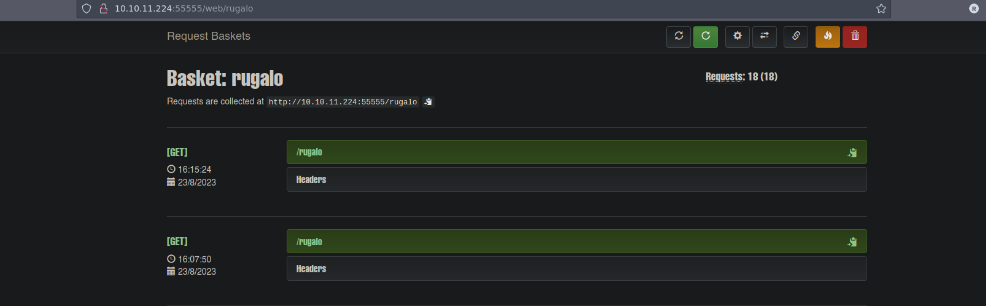 10.10.11.224:55555/web/rugalo
Request Baskets
Basket: rugalo
Requests: 18 (18)
Requests are collected at http://10.10.11.224:55555/rugalo
[GET]
/rugalo
16:15:24
23/8/2023
Headers
[GET]
/rugalo
16:07:50
23/8/2023
Headers